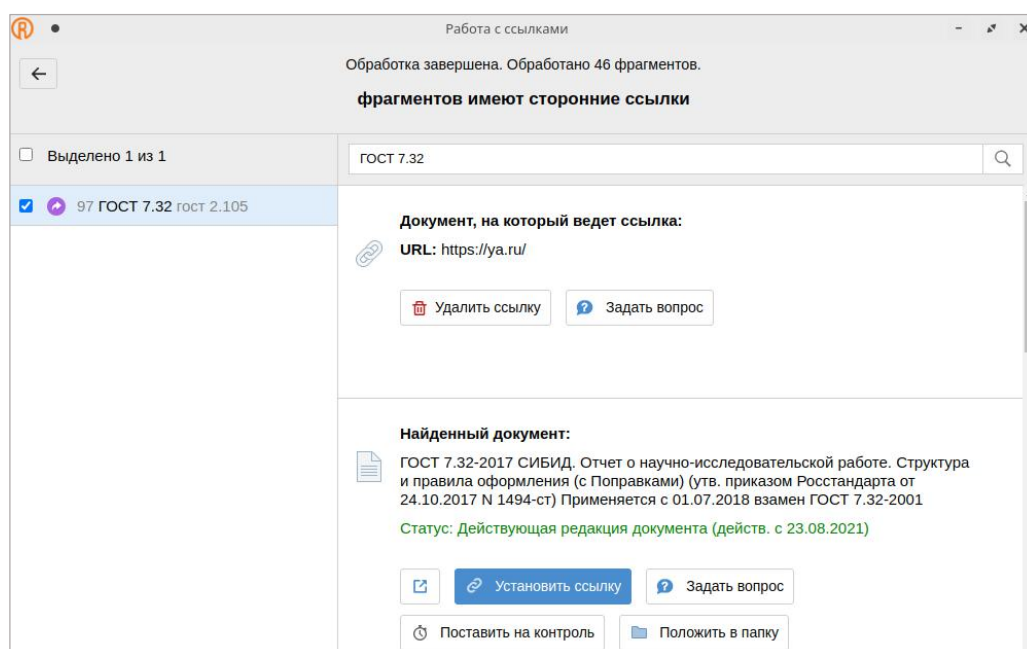 Работа с ссылками
Обработка завершена. Обработано 46 фрагментов.
фрагментов имеют сторонние ссылки
Выделено 1 из 1
ГОСТ 7.32
97 ГОСТ 7.32 гост 2.105
Документ, на который ведет ссылка:
URL: https://ya.ru/
Удалить ссылку
Задать вопрос
Найденный документ:
ГОСТ 7.32-2017 СИБИД. Отчет о научно-исследовательской работе. Структура
и правила оформления (с Поправками) (утв. приказом Росстандарта от
24.10.2017 N 1494-ст) Применяется с 01.07.2018 взамен ГОСТ 7.32-2001
Статус: Действующая редакция документа (действ. с 23.08.2021)
Установить ссылку
Задать вопрос
Поставить на контроль
Положить в папку